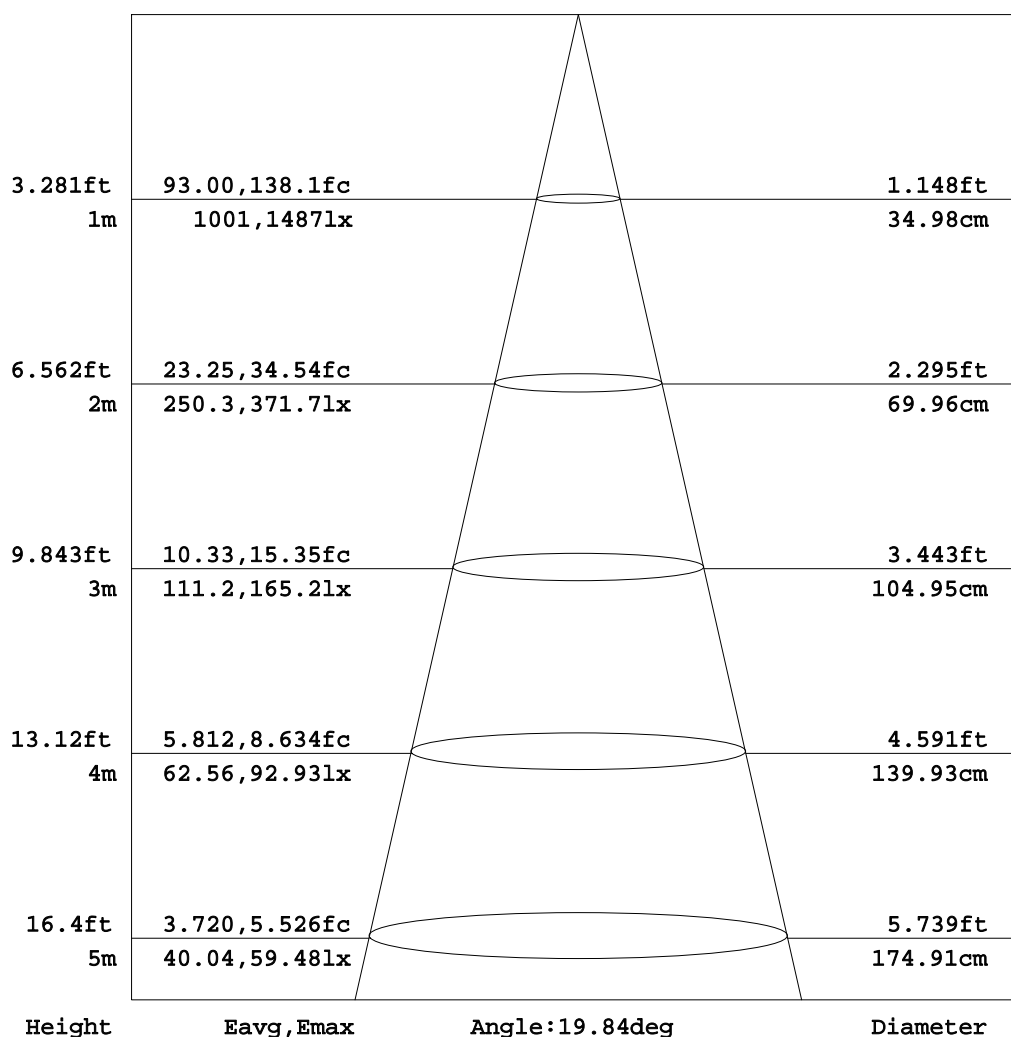 3.281ft 93.00,138.1fc 1.148ft
1m 1001,1487lx 34.98cm
6.562ft 23.25,34.54fc 2.295ft
2m 250.3,371.7lx 69.96cm
9.843ft 10.33,15.35fc 3.443ft
3m 111.2,165.2lx 104.95cm
13.12ft 5.812,8.634fc 4.591ft
4m 62.56,92.93lx 139.93cm
16.4ft 3.720,5.526fc 5.739ft
5m 40.04,59.48lx 174.91cm
Height Eavg,Emax Angle:19.84deg Diameter